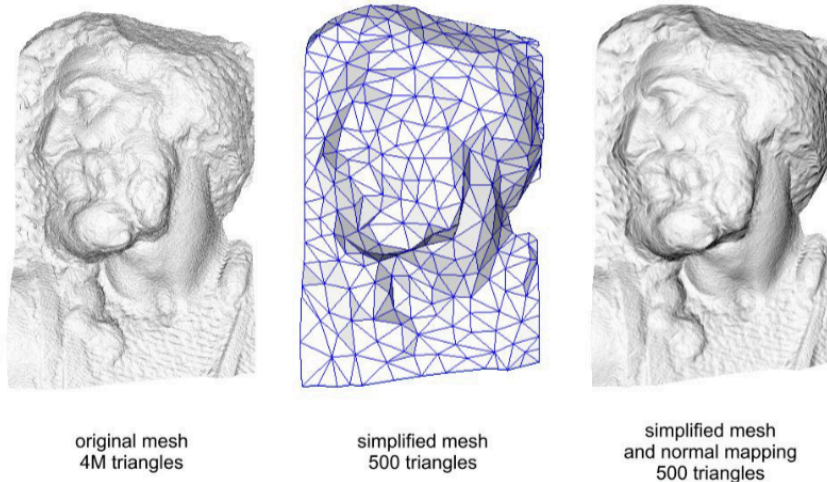 original mesh
4M triangles
simplified mesh
500 triangles
simplified mesh
and normal mapping
500 triangles